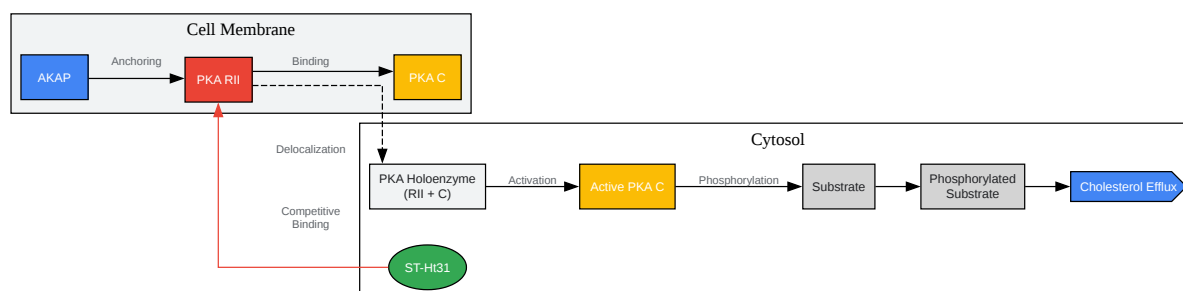 Cell Membrane
AKAP
Anchoring
PKA RII
Binding
PKA C
Delocalization
Cytosol
PKA Holoenzyme
(RII + C)
Activation
Active PKA C
Phosphorylation
Substrate
Phosphorylated
Substrate
Cholesterol Efflux
Competitive
Binding
ST-Ht31